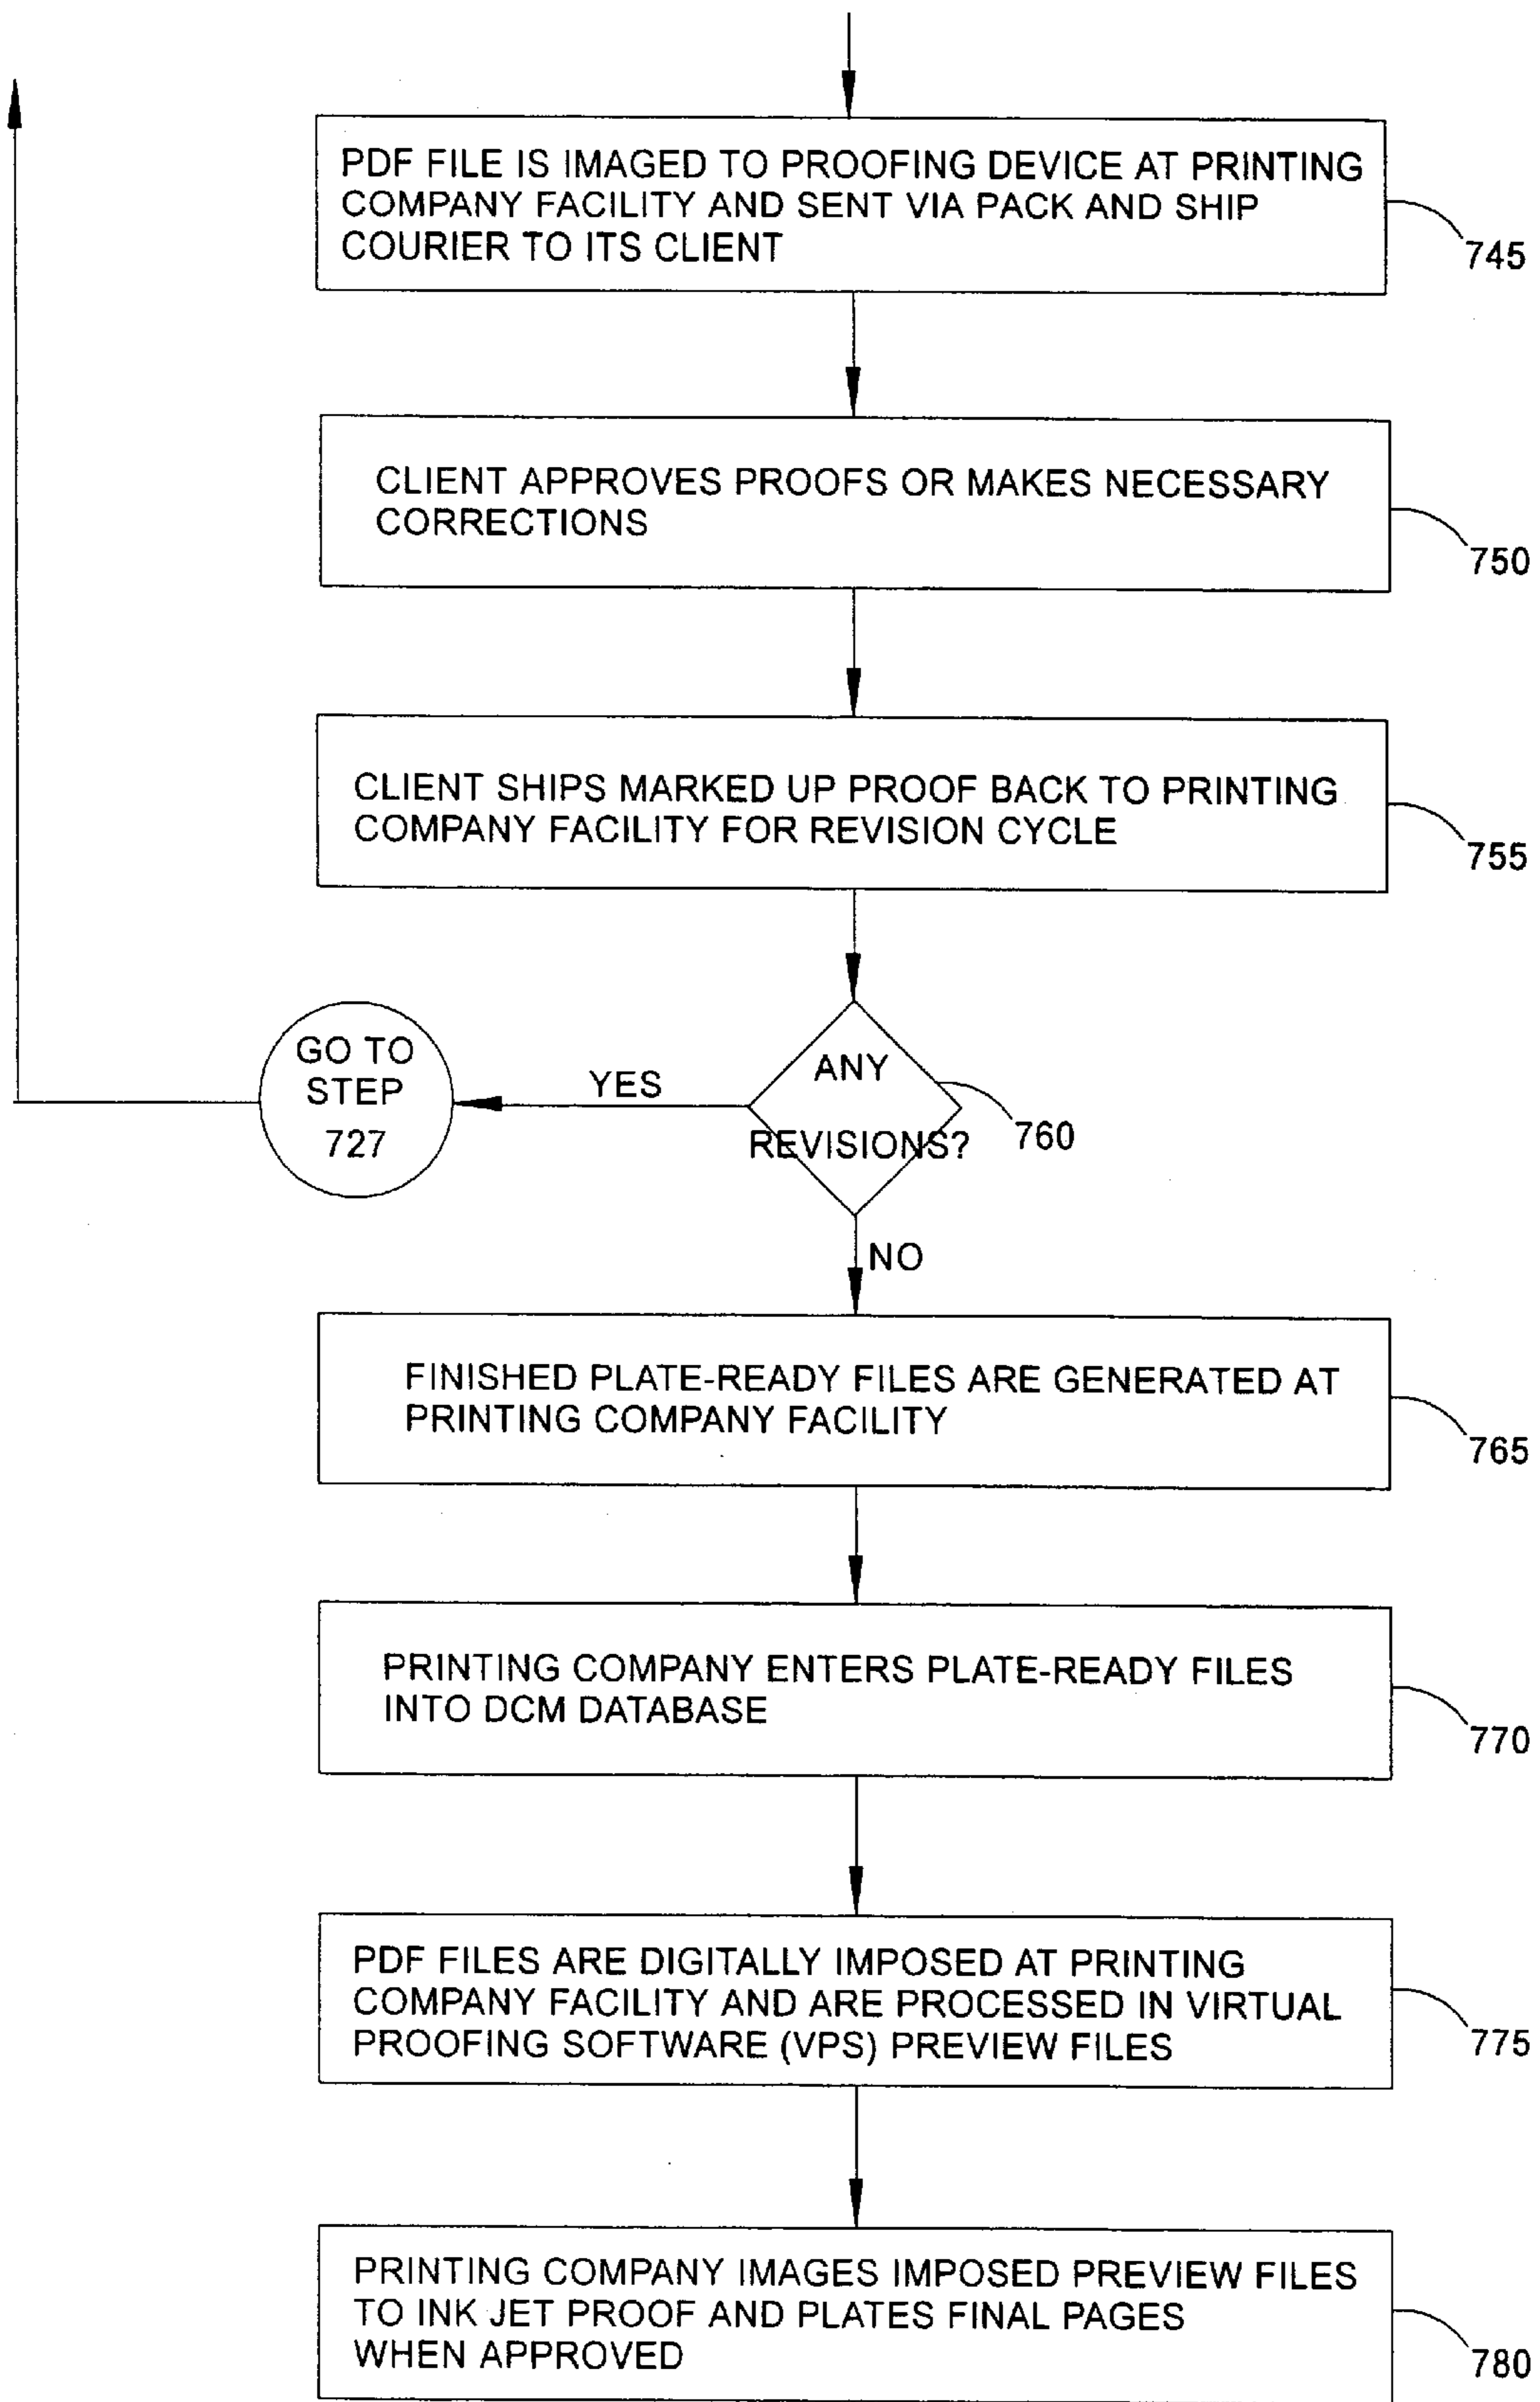 PDF FILE IS IMAGED TO PROOFING DEVICE AT PRINTING
COMPANY FACILITY AND SENT VIA PACK AND SHIP
COURIER TO ITS CLIENT
745
CLIENT APPROVES PROOFS OR MAKES NECESSARY
CORRECTIONS
750
CLIENT SHIPS MARKED UP PROOF BACK TO PRINTING
COMPANY FACILITY FOR REVISION CYCLE
755
GO TO
STEP
727
YES
ANY
REVISIONS?
760
NO
FINISHED PLATE-READY FILES ARE GENERATED AT
PRINTING COMPANY FACILITY
765
PRINTING COMPANY ENTERS PLATE-READY FILES
INTO DCM DATABASE
770
PDF FILES ARE DIGITALLY IMPOSED AT PRINTING
COMPANY FACILITY AND ARE PROCESSED IN VIRTUAL
PROOFING SOFTWARE (VPS) PREVIEW FILES
775
PRINTING COMPANY IMAGES IMPOSED PREVIEW FILES
TO INK JET PROOF AND PLATES FINAL PAGES
WHEN APPROVED
780